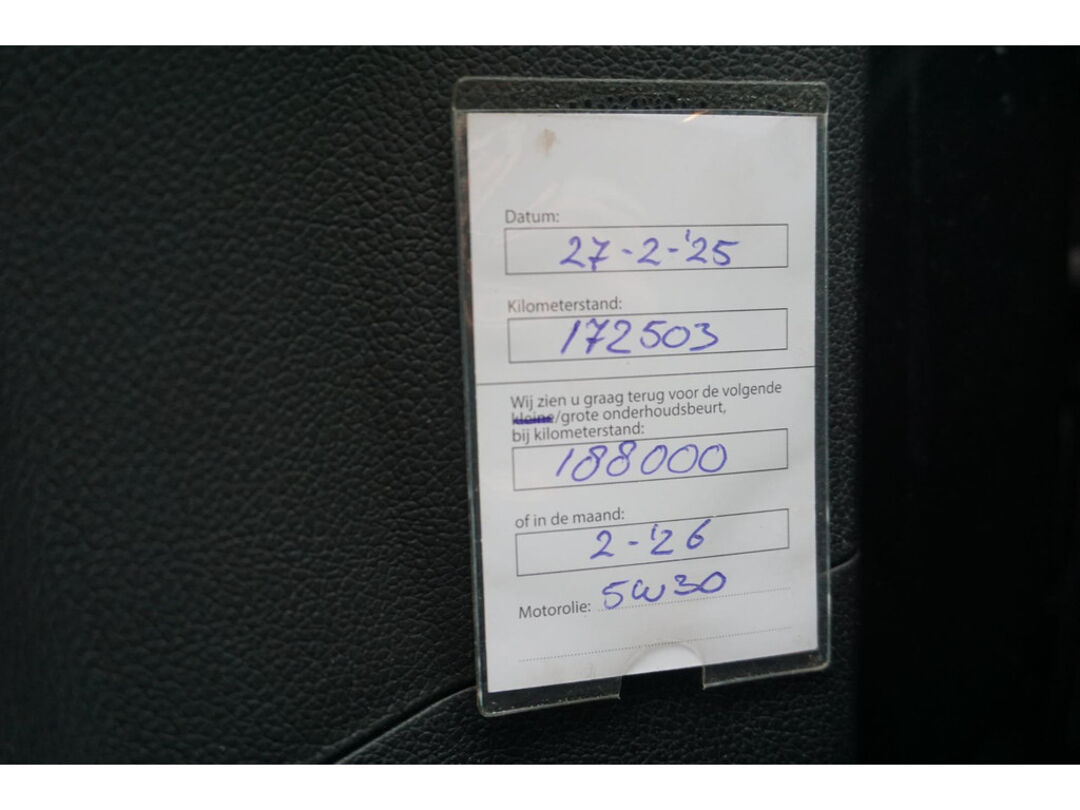 Datum:
27-2-'25
Kilometerstand:
172503
Wij zien u graag terug voor de volgende
kleine/grote onderhoudsbeurt,
bij kilometerstand:
188000
of in de maand:
2-'26
Motorolie: 5W30